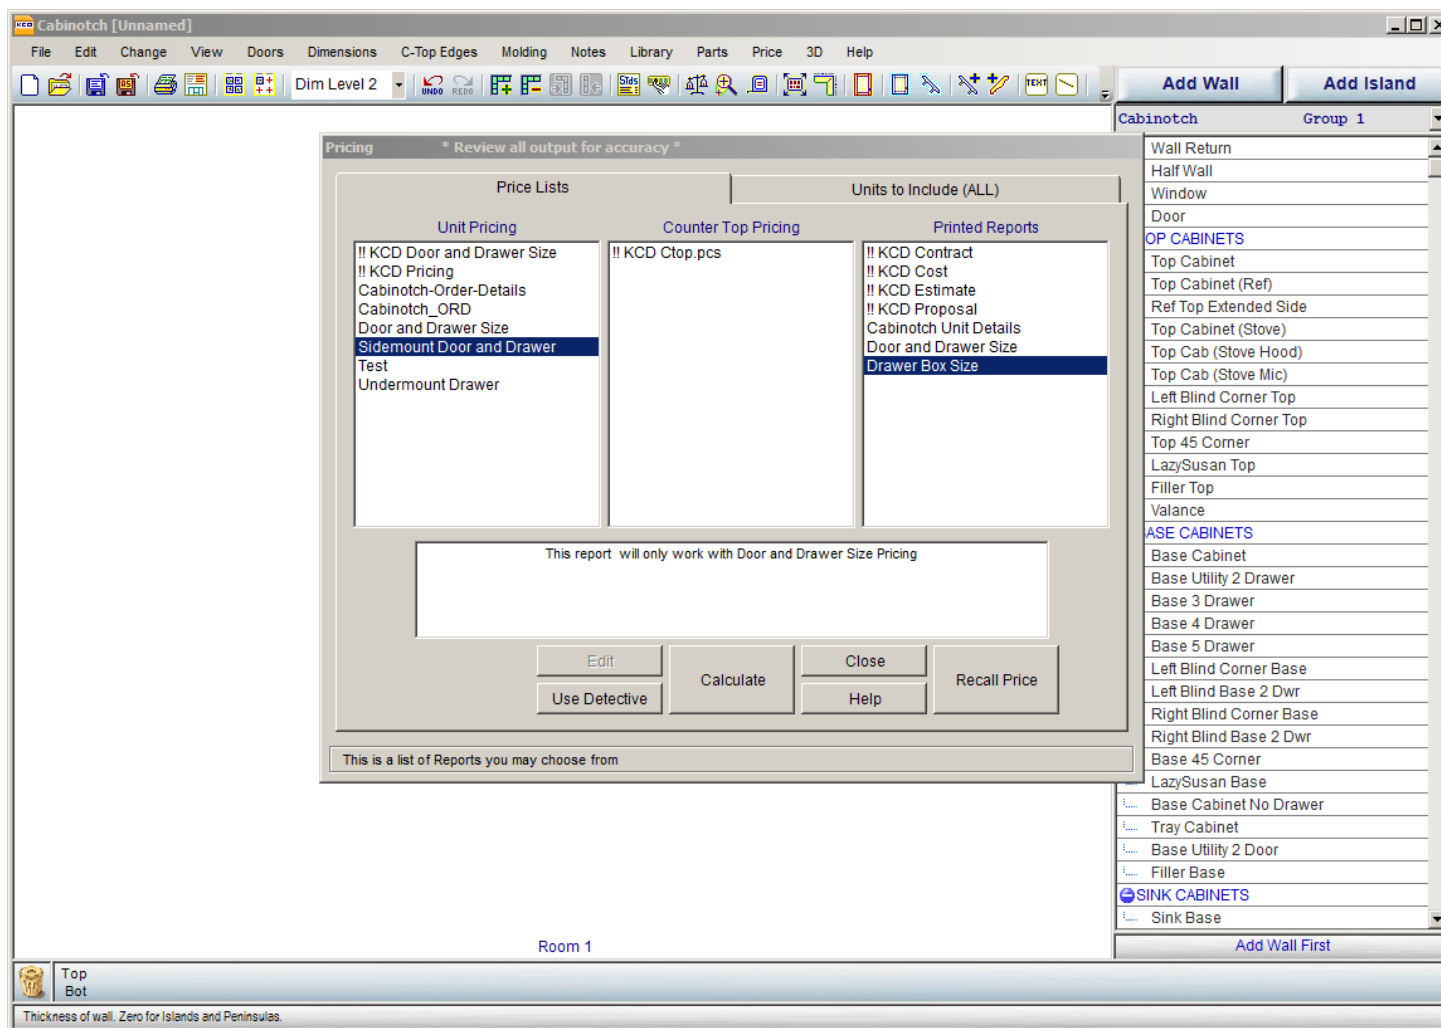 KCD Cabinotch [Unnamed]
File Edit Change View Doors Dimensions C-Top Edges Molding Notes Library Parts Price 3D Help
Dim Level 2
UNDO REDO
Stds
TEXT
Add Wall Add Island
Cabinotch Group 1
Wall Return
Half Wall
Window
Door
OP CABINETS
Top Cabinet
Top Cabinet (Ref)
Ref Top Extended Side
Top Cabinet (Stove)
Top Cab (Stove Hood)
Top Cab (Stove Mic)
Left Blind Corner Top
Right Blind Corner Top
Top 45 Corner
LazySusan Top
Filler Top
Valance
ASE CABINETS
Base Cabinet
Base Utility 2 Drawer
Base 3 Drawer
Base 4 Drawer
Base 5 Drawer
Left Blind Corner Base
Left Blind Base 2 Dwr
Right Blind Corner Base
Right Blind Base 2 Dwr
Base 45 Corner
LazySusan Base
Base Cabinet No Drawer
Tray Cabinet
Base Utility 2 Door
Filler Base
SINK CABINETS
Sink Base
Add Wall First
Pricing * Review all output for accuracy *
Price Lists Units to Include (ALL)
Unit Pricing
!! KCD Door and Drawer Size
!! KCD Pricing
Cabinotch-Order-Details
Cabinotch_ORD
Door and Drawer Size
Sidemount Door and Drawer
Test
Undermount Drawer
Counter Top Pricing
!! KCD Ctop.pcs
Printed Reports
!! KCD Contract
!! KCD Cost
!! KCD Estimate
!! KCD Proposal
Cabinotch Unit Details
Door and Drawer Size
Drawer Box Size
This report will only work with Door and Drawer Size Pricing
Edit
Use Detective
Calculate
Close
Help
Recall Price
This is a list of Reports you may choose from
Room 1
Top
Bot
Thickness of wall. Zero for Islands and Peninsulas.